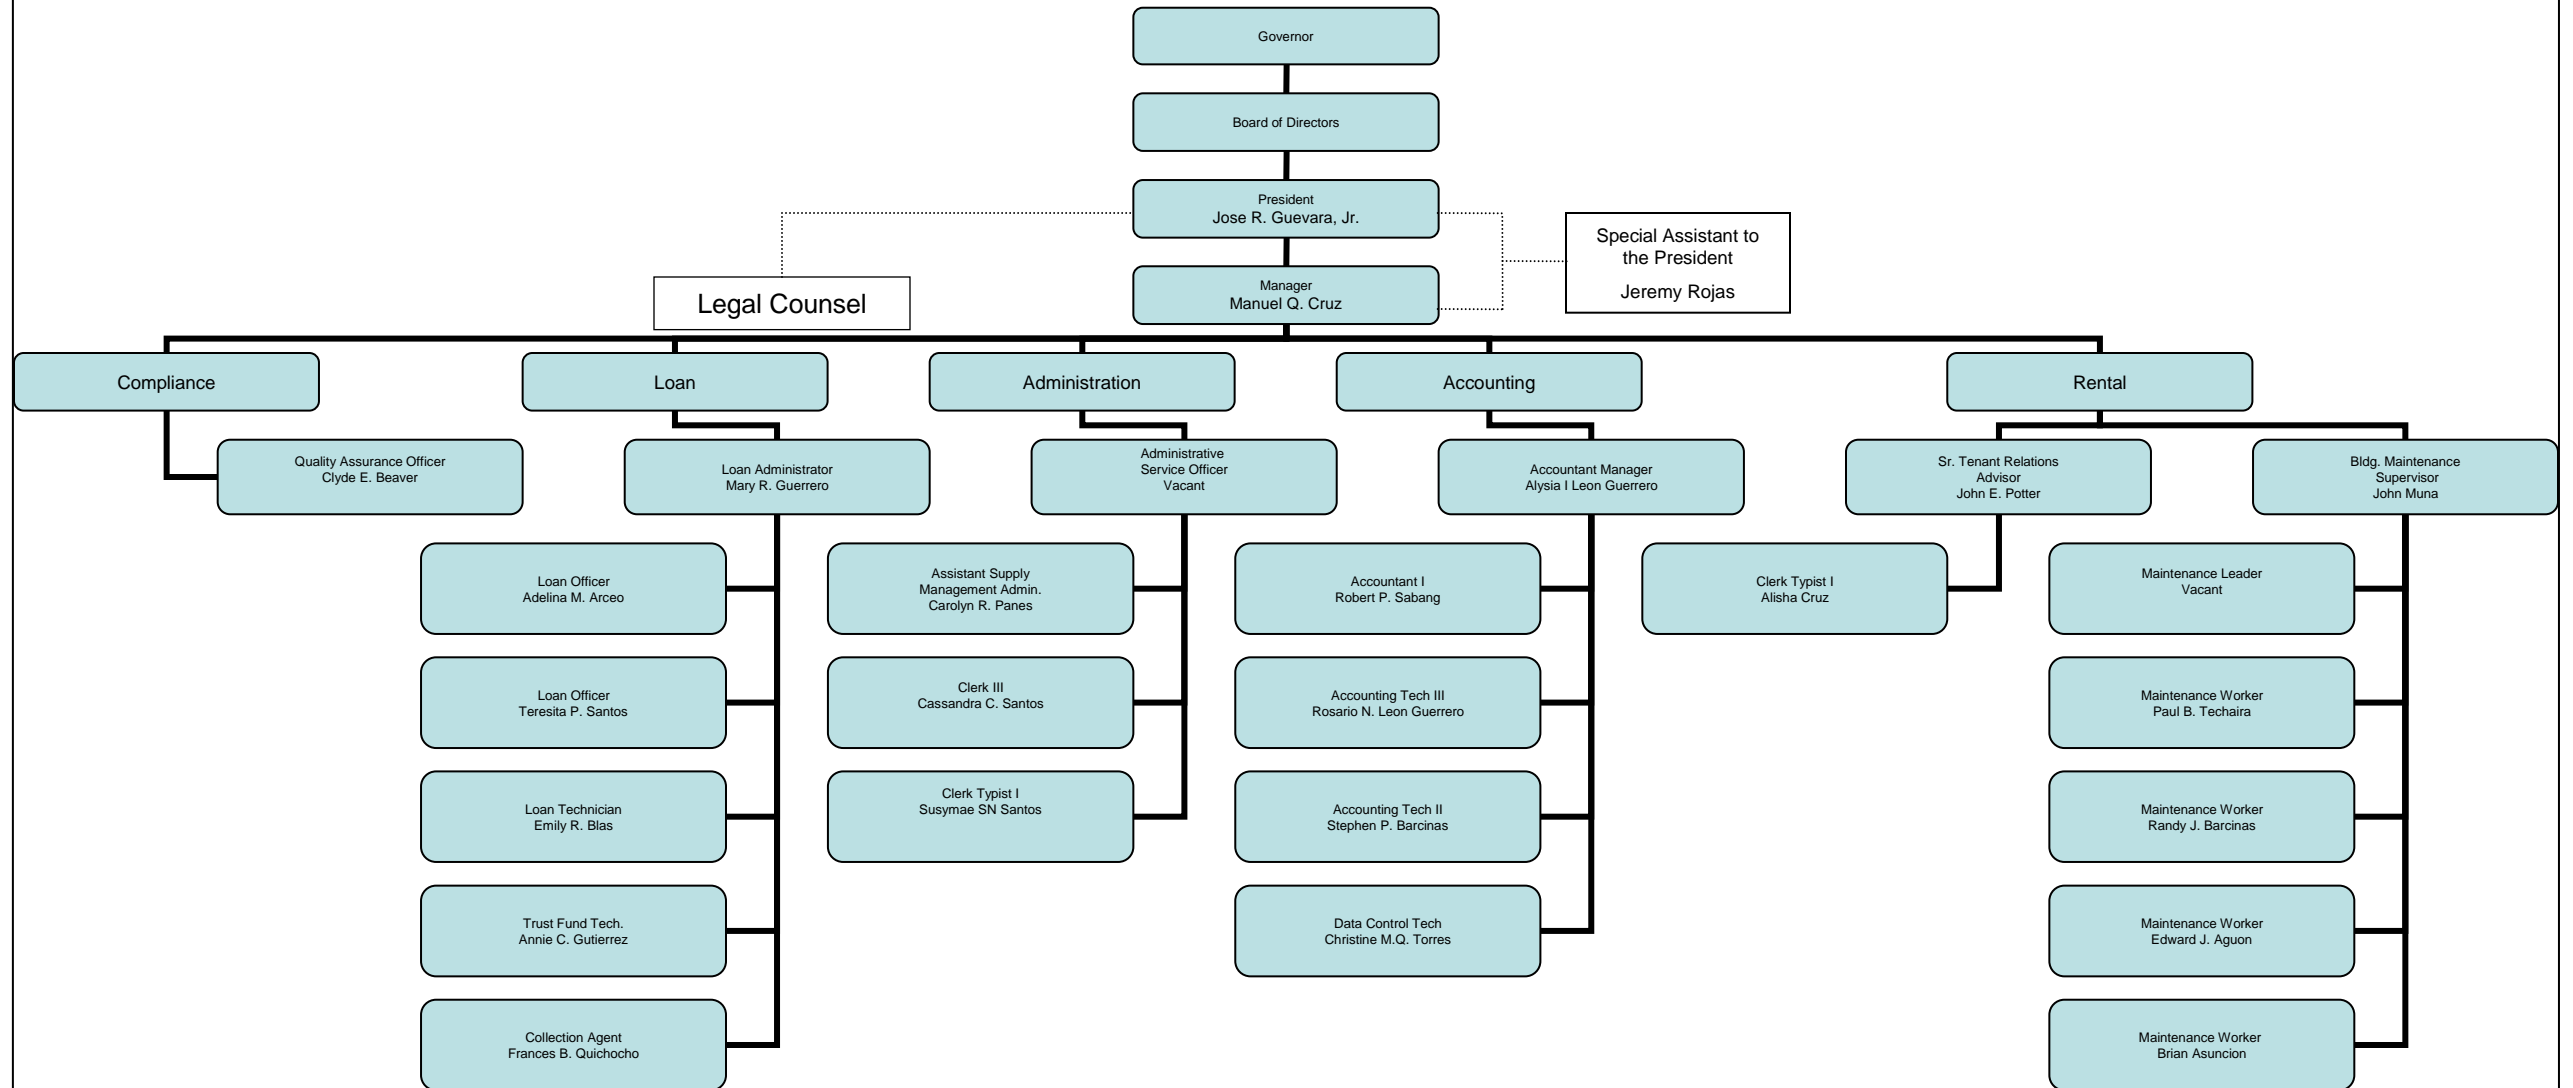 Governor
Board of Directors
President
Jose R. Guevara, Jr.
Special Assistant to
the President
Jeremy Rojas
Legal Counsel
Manager
Manuel Q. Cruz
Compliance
Loan
Administration
Accounting
Rental
Quality Assurance Officer
Clyde E. Beaver
Loan Administrator
Mary R. Guerrero
Administrative
Service Officer
Vacant
Accountant Manager
Alysia I Leon Guerrero
Sr. Tenant Relations
Advisor
John E. Potter
Bldg. Maintenance
Supervisor
John Muna
Loan Officer
Adelina M. Arceo
Assistant Supply
Management Admin.
Carolyn R. Panes
Accountant I
Robert P. Sabang
Clerk Typist I
Alisha Cruz
Maintenance Leader
Vacant
Loan Officer
Teresita P. Santos
Clerk III
Cassandra C. Santos
Accounting Tech III
Rosario N. Leon Guerrero
Maintenance Worker
Paul B. Techaira
Loan Technician
Emily R. Blas
Clerk Typist I
Susymae SN Santos
Accounting Tech II
Stephen P. Barcinas
Maintenance Worker
Randy J. Barcinas
Trust Fund Tech.
Annie C. Gutierrez
Data Control Tech
Christine M.Q. Torres
Maintenance Worker
Edward J. Aguon
Collection Agent
Frances B. Quichocho
Maintenance Worker
Brian Asuncion